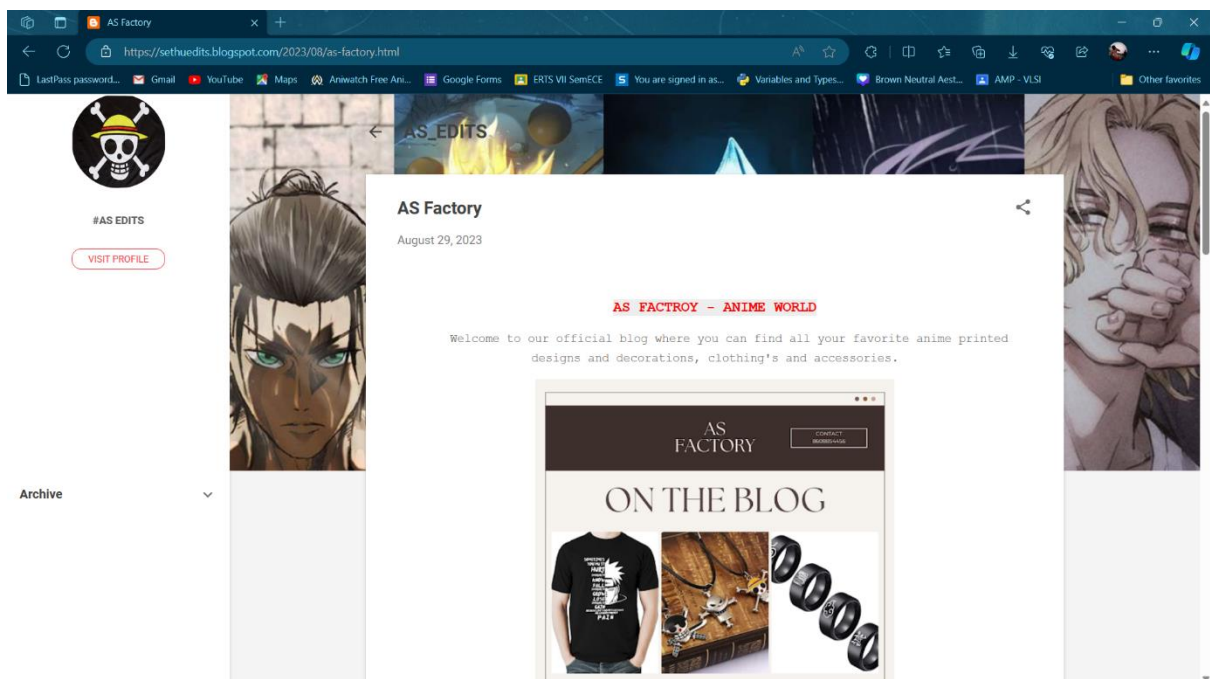 AS Factory
https://sethuedits.blogspot.com/2023/08/as-factory.html
LastPass password... Gmail YouTube Maps Aniwatch Free Ani... Google Forms ERTS VII SemECE You are signed in as... Variables and Types... Brown Neutral Aest... AMP - VLSI Other favorites
AS_EDITS
#AS EDITS
VISIT PROFILE
Archive
AS Factory
August 29, 2023
AS FACTROY - ANIME WORLD
Welcome to our official blog where you can find all your favorite anime printed
designs and decorations, clothing's and accessories.
AS
FACTORY
CONTACT
ON THE BLOG
HURT
FALL
GROW
PAIN